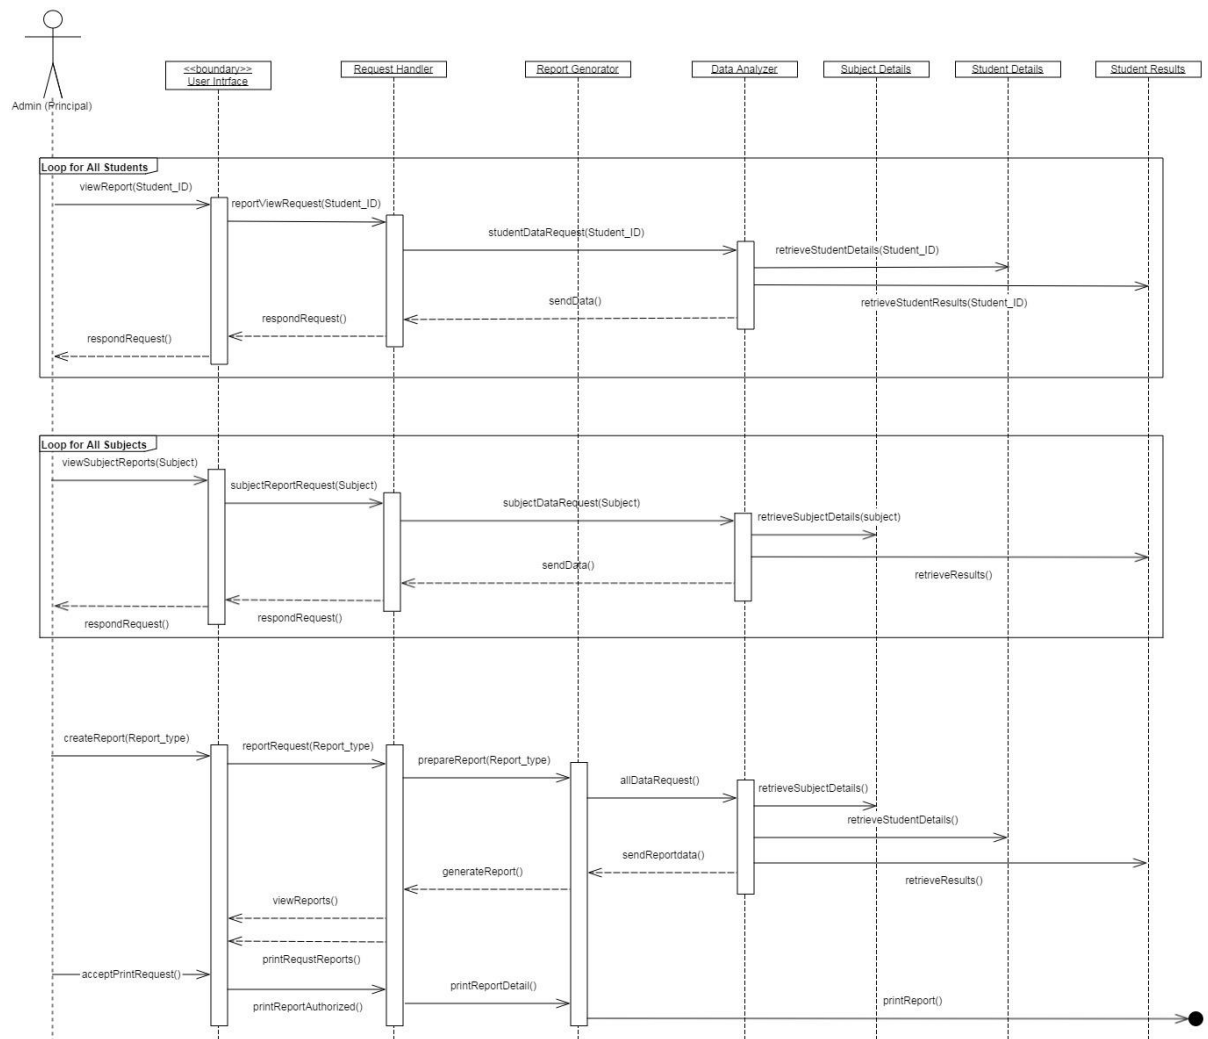 <<boundary>>
User Intrface
Request Handler
Report Genorator
Data Analyzer
Subject Details
Student Details
Student Results
Admin (Principal)
Loop for All Students
viewReport(Student_ID)
reportViewRequest(Student_ID)
studentDataRequest(Student_ID)
retrieveStudentDetails(Student_ID)
sendData()
retrieveStudentResults(Student_ID)
respondRequest()
respondRequest()
Loop for All Subjects
viewSubjectReports(Subject)
subjectReportRequest(Subject)
subjectDataRequest(Subject)
retrieveSubjectDetails(subject)
sendData()
retrieveResults()
respondRequest()
respondRequest()
createReport(Report_type)
reportRequest(Report_type)
prepareReport(Report_type)
allDataRequest()
retrieveSubjectDetails()
retrieveStudentDetails()
sendReportdata()
generateReport()
retrieveResults()
viewReports()
printRequstReports()
acceptPrintRequest()
printReportDetail()
printReportAuthorized()
printReport()